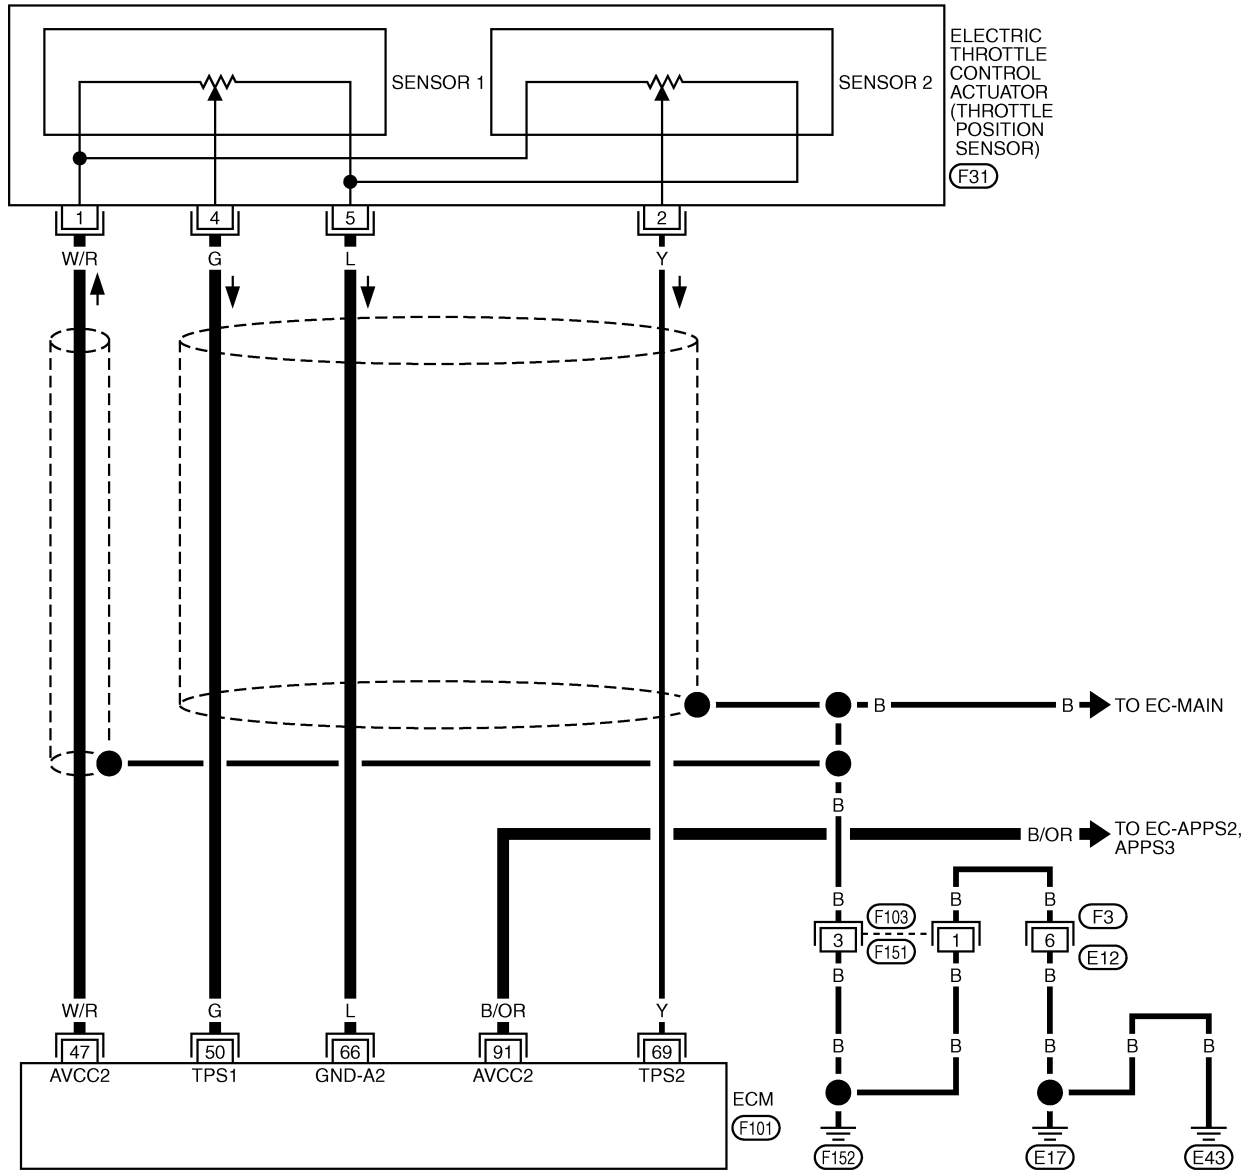 ELECTRIC
THROTTLE
CONTROL
ACTUATOR
(THROTTLE
POSITION
SENSOR)
SENSOR 1
SENSOR 2
F31
1
4
5
2
W/R
G
L
Y
B
B
TO EC-MAIN
B
B/OR
TO EC-APPS2,
APPS3
B
B
B
F103
F3
3
1
6
F151
E12
B
B
B
W/R
G
L
B/OR
Y
B
B
B
B
B
47
50
66
91
69
AVCC2
TPS1
GND-A2
AVCC2
TPS2
ECM
F101
F152
E17
E43